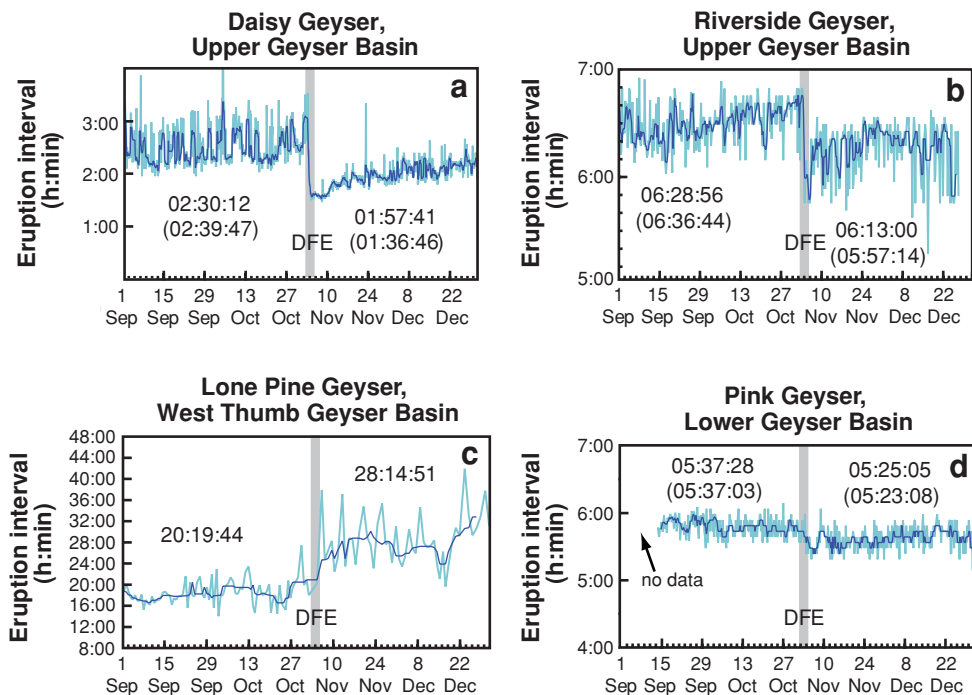 Daisy Geyser,
Upper Geyser Basin
Eruption interval
(h:min)
3:00
2:00
1:00
a
02:30:12
(02:39:47)
DFE
01:57:41
(01:36:46)
1 15 29 13 27 10 24 8 22
Sep Sep Sep Oct Oct Nov Nov Dec Dec
Riverside Geyser,
Upper Geyser Basin
Eruption interval
(h:min)
7:00
6:00
5:00
b
06:28:56
(06:36:44)
DFE
06:13:00
(05:57:14)
1 15 29 13 27 10 24 8 22
Sep Sep Sep Oct Oct Nov Nov Dec Dec
Lone Pine Geyser,
West Thumb Geyser Basin
Eruption interval
(h:min)
48:00
44:00
40:00
36:00
32:00
28:00
24:00
20:00
16:00
12:00
8:00
c
20:19:44
28:14:51
DFE
1 15 29 13 27 10 24 8 22
Sep Sep Sep Oct Oct Nov Nov Dec Dec
Pink Geyser,
Lower Geyser Basin
Eruption interval
(h:min)
7:00
6:00
5:00
4:00
d
05:37:28
(05:37:03)
05:25:05
(05:23:08)
no data
DFE
1 15 29 13 27 10 24 8 22
Sep Sep Sep Oct Oct Nov Nov Dec Dec